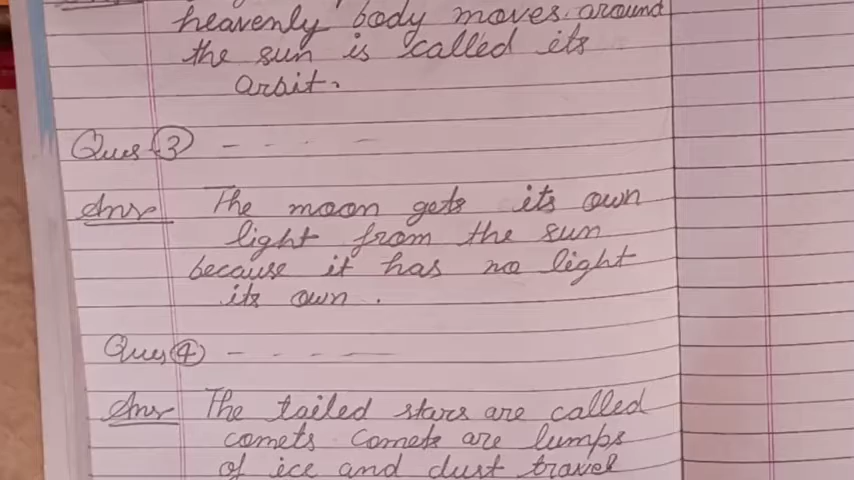 heavenly body moves around
the sun is called its
orbit.
Ques 3 - - - -
Ans The moon gets its own
light from the sun
because it has no light
its own.
Ques 4 - - - -
Ans The tailed stars are called
comets comets are lumps
of ice and dust travel